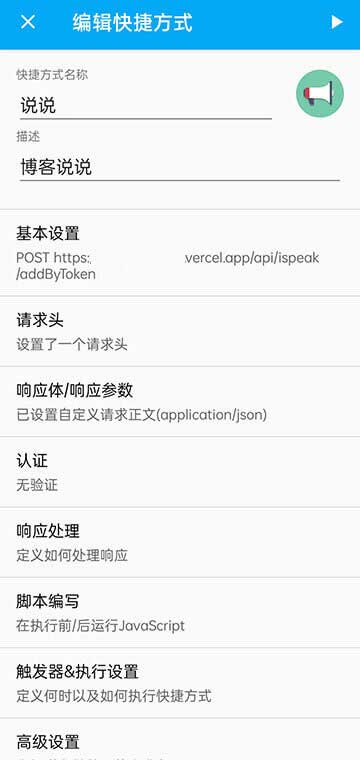 编辑快捷方式
快捷方式名称
说说
描述
博客说说
基本设置
POST https: vercel.app/api/ispeak
/addByToken
请求头
设置了一个请求头
响应体/响应参数
已设置自定义请求正文(application/json)
认证
无验证
响应处理
定义如何处理响应
脚本编写
在执行前/后运行JavaScript
触发器&执行设置
定义何时以及如何执行快捷方式
高级设置